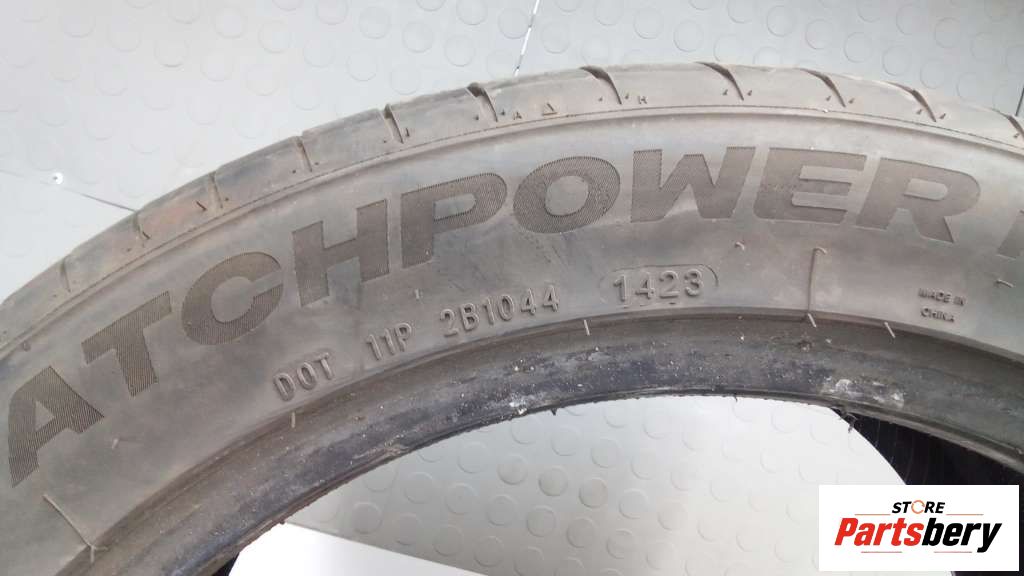 ATCHPOWER
DOT 11P 2B1044 1423
MADE IN
CHINA
STORE
Partsbery